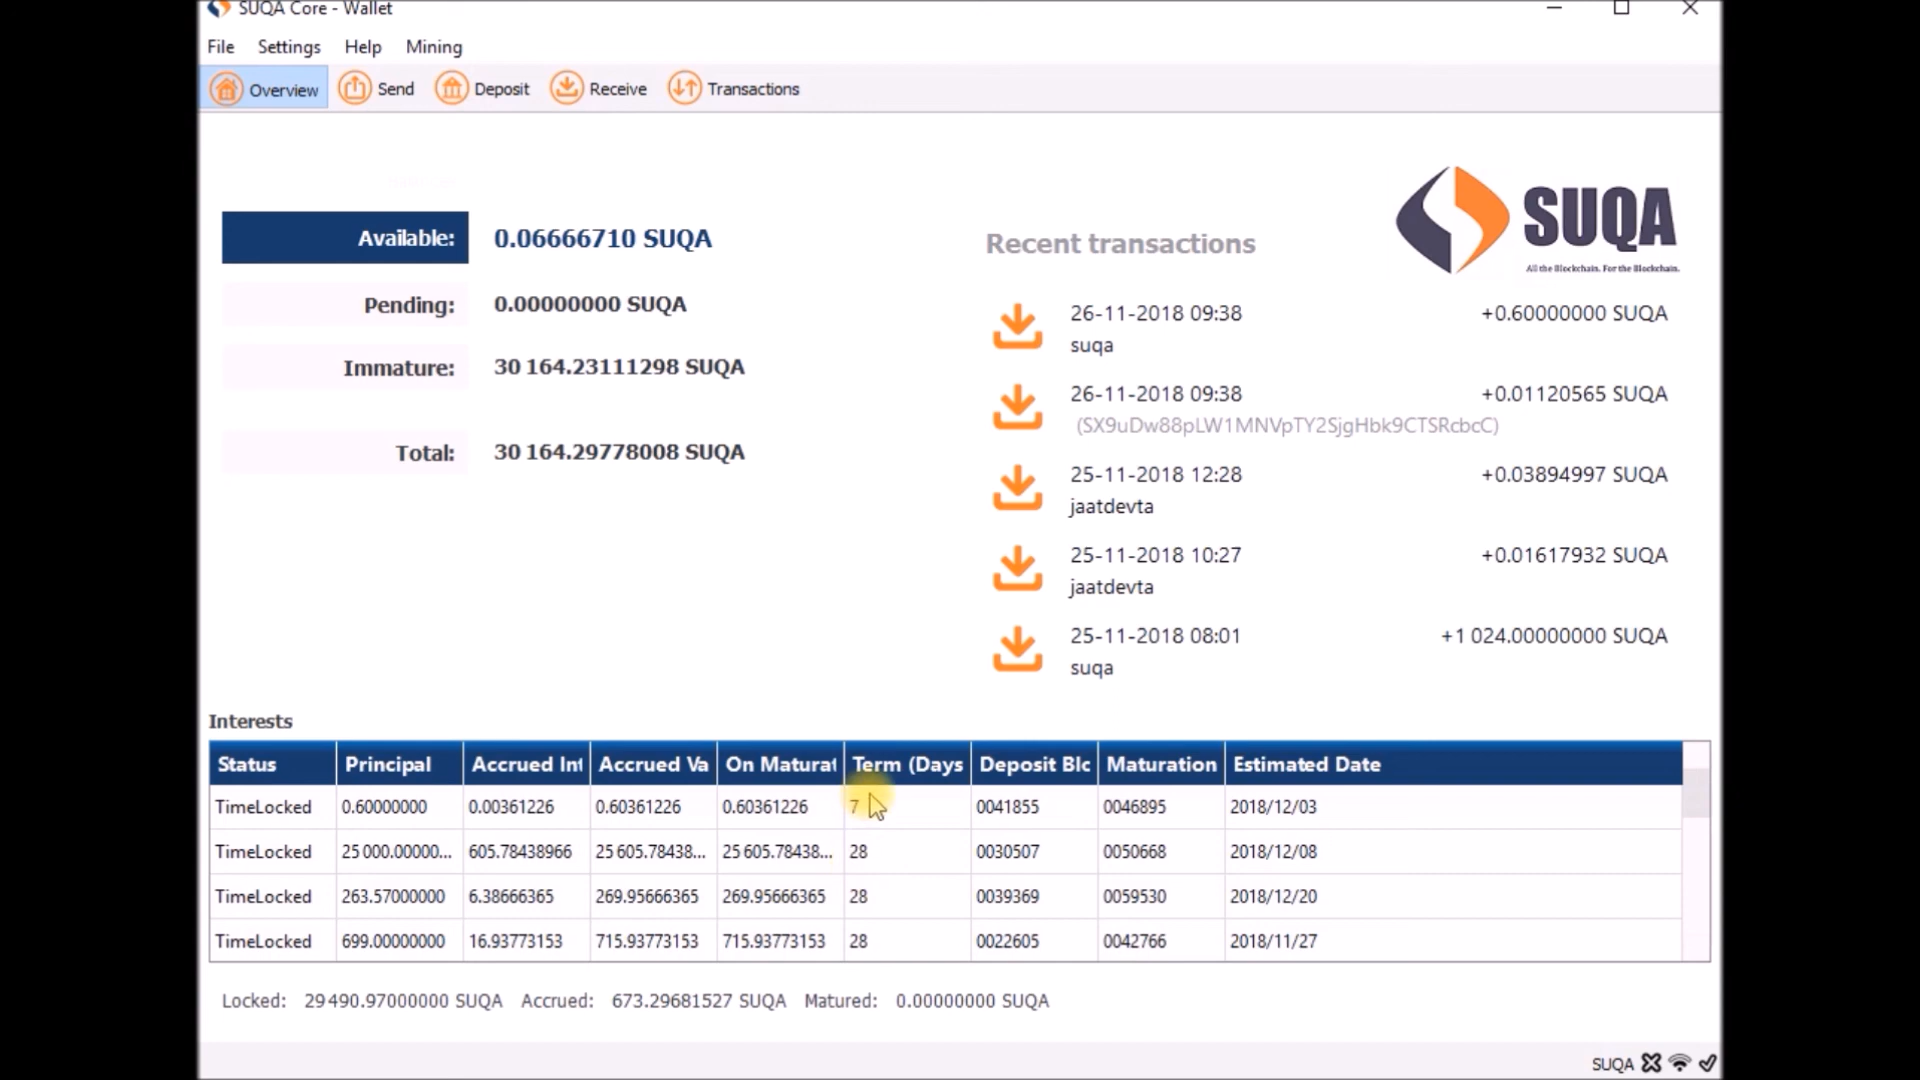 SUQA Core - Wallet
File Settings Help Mining
Overview Send Deposit Receive Transactions
SUQA
All the Blockchain. For the Blockchain.
Available: 0.06666710 SUQA
Pending: 0.00000000 SUQA
Immature: 30 164.23111298 SUQA
Total: 30 164.29778008 SUQA
Recent transactions
26-11-2018 09:38 +0.60000000 SUQA
suqa
26-11-2018 09:38 +0.01120565 SUQA
(SX9uDw88pLW1MNVpTY2SjgHbk9CTSRcbcC)
25-11-2018 12:28 +0.03894997 SUQA
jaatdevta
25-11-2018 10:27 +0.01617932 SUQA
jaatdevta
25-11-2018 08:01 +1 024.00000000 SUQA
suqa
Interests
Status Principal Accrued Int Accrued Va On Maturat Term (Days Deposit Blc Maturation Estimated Date
TimeLocked 0.60000000 0.00361226 0.60361226 0.60361226 7 0041855 0046895 2018/12/03
TimeLocked 25 000.00000... 605.78438966 25 605.78438... 25 605.78438... 28 0030507 0050668 2018/12/08
TimeLocked 263.57000000 6.38666365 269.95666365 269.95666365 28 0039369 0059530 2018/12/20
TimeLocked 699.00000000 16.93773153 715.93773153 715.93773153 28 0022605 0042766 2018/11/27
Locked: 29 490.97000000 SUQA Accrued: 673.29681527 SUQA Matured: 0.00000000 SUQA
SUQA